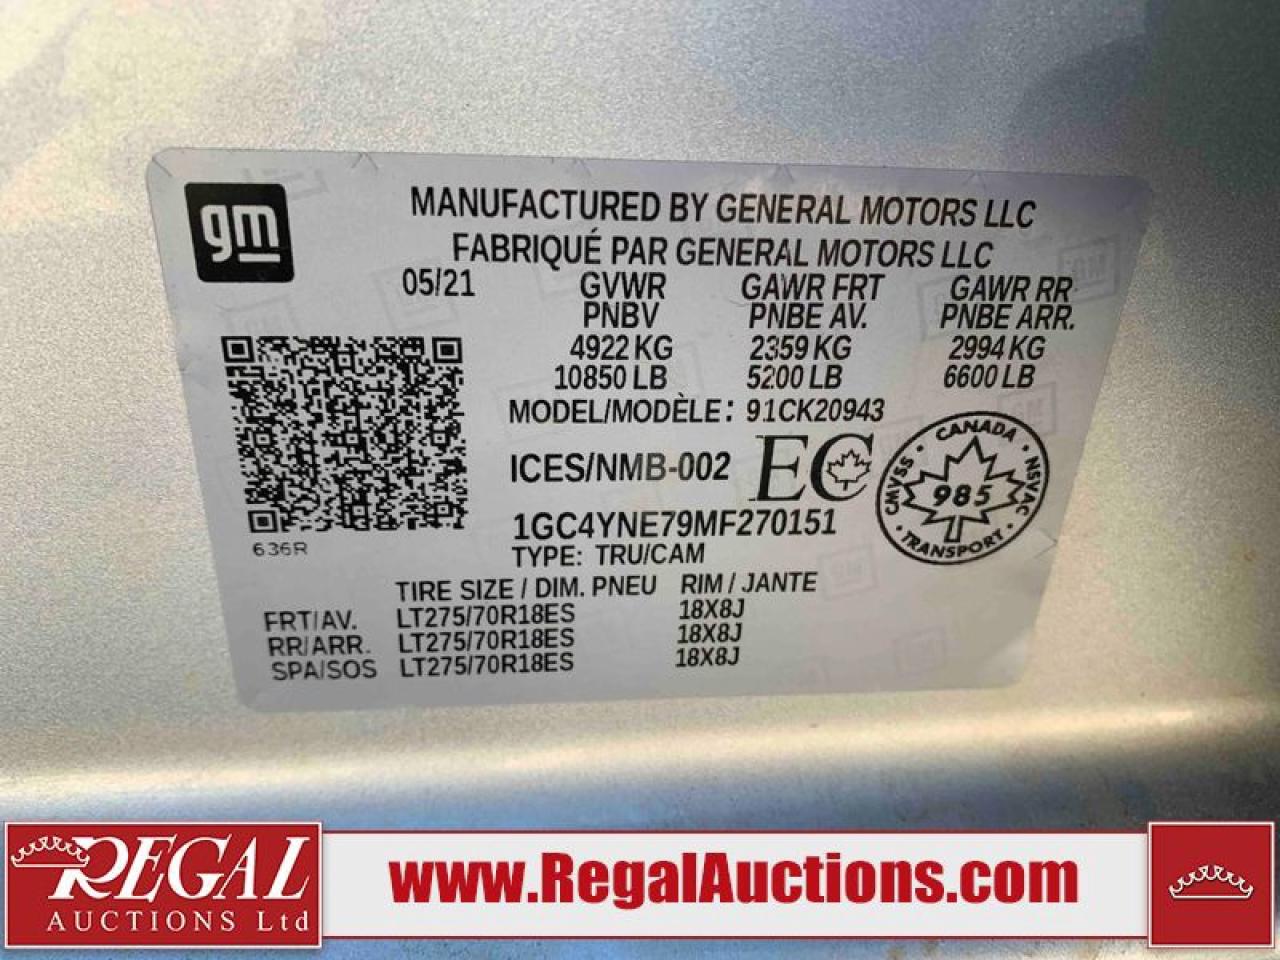 gm
MANUFACTURED BY GENERAL MOTORS LLC
FABRIQUÉ PAR GENERAL MOTORS LLC
05/21 GVWR GAWR FRT GAWR RR
PNBV PNBE AV. PNBE ARR.
4922 KG 2359 KG 2994 KG
10850 LB 5200 LB 6600 LB
MODEL/MODÈLE: 91CK20943
ICES/NMB-002 EC
CANADA
CMVSS 985 NSVAC
TRANSPORT
1GC4YNE79MF270151
636R
TYPE: TRU/CAM
TIRE SIZE / DIM. PNEU RIM / JANTE
FRT/AV. LT275/70R18ES 18X8J
RR/ARR. LT275/70R18ES 18X8J
SPA/SOS LT275/70R18ES 18X8J
REGAL
AUCTIONS Ltd
www.RegalAuctions.com